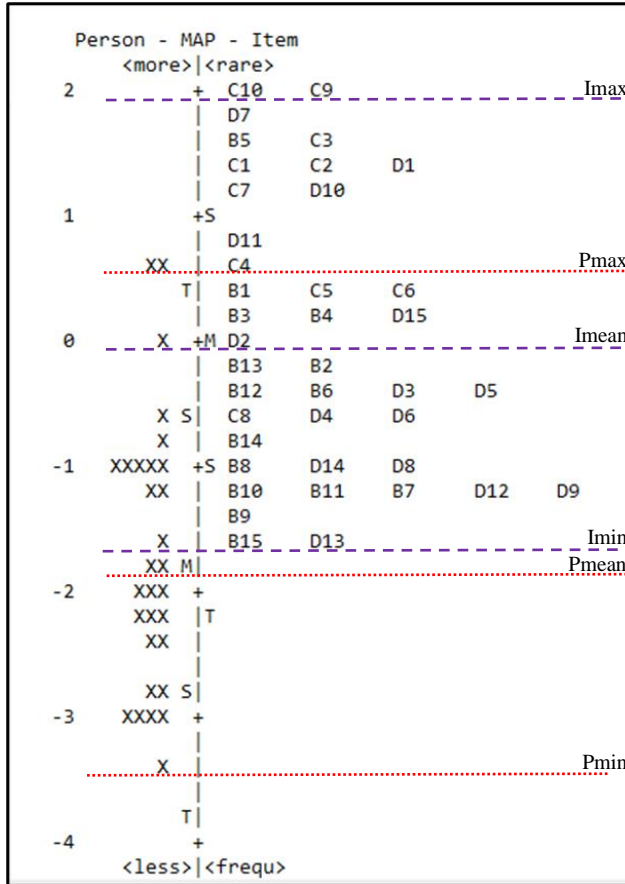 Person - MAP - Item
<more>|<rare>
2 + C10 C9 Imax
| D7
| B5 C3
| C1 C2 D1
| C7 D10
1 +S
| D11
XX | C4 Pmax
T| B1 C5 C6
| B3 B4 D15
0 X +M D2 Imean
| B13 B2
| B12 B6 D3 D5
X S| C8 D4 D6
X | B14
-1 XXXXX +S B8 D14 D8
XX | B10 B11 B7 D12 D9
| B9
X | B15 D13 Imin
XX M| Pmean
-2 XXX +
XXX |T
XX |
|
XX S|
-3 XXXX +
|
X | Pmin
|
T|
-4 +
<less>|<frequ>